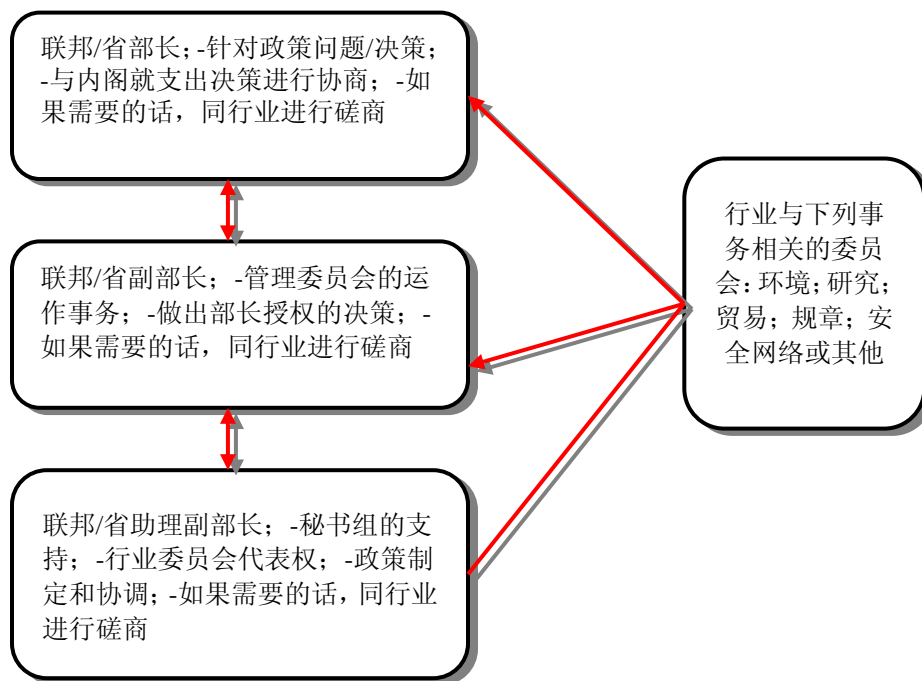 联邦/省部长；-针对政策问题/决策；
-与内阁就支出决策进行协商；-如
果需要的话，同行业进行磋商
行业与下列事
务相关的委员
会：环境；研究；
贸易；规章；安
全网络或其他
联邦/省副部长；-管理委员会的运
作事务；-做出部长授权的决策；-
如果需要的话，同行业进行磋商
联邦/省助理副部长；-秘书组的支
持；-行业委员会代表权；-政策制
定和协调；-如果需要的话，同行业
进行磋商